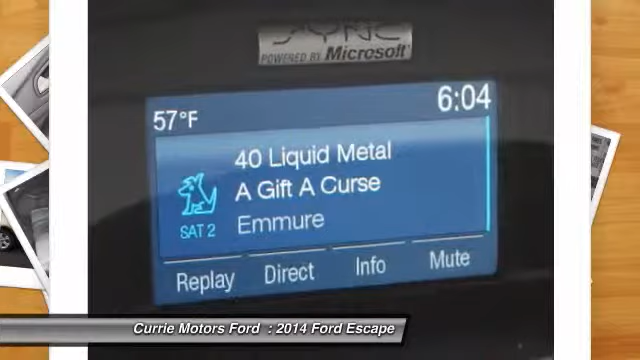 SYNC
POWERED BY Microsoft
57°F
6:04
40 Liquid Metal
A Gift A Curse
SAT 2
Emmure
Replay Direct Info Mute
Currie Motors Ford : 2014 Ford Escape